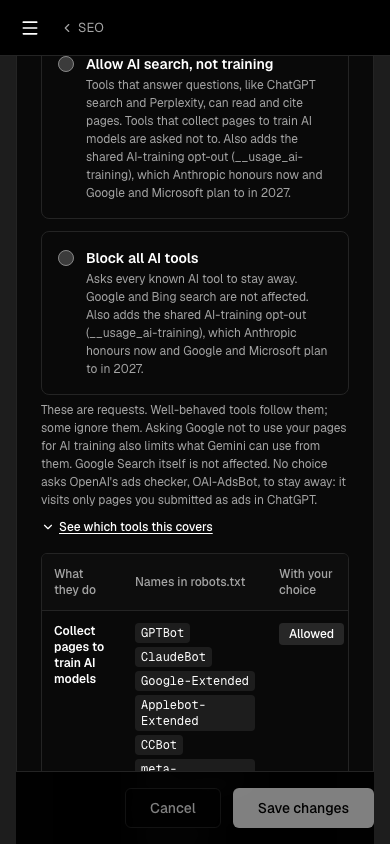 SEO
Allow AI search, not training
Tools that answer questions, like ChatGPT
search and Perplexity, can read and cite
pages. Tools that collect pages to train AI
models are asked not to. Also adds the
shared AI-training opt-out (__usage_ai-
training), which Anthropic honours now and
Google and Microsoft plan to in 2027.
Block all AI tools
Asks every known AI tool to stay away.
Google and Bing search are not affected.
Also adds the shared AI-training opt-out
(__usage_ai-training), which Anthropic
honours now and Google and Microsoft plan
to in 2027.
These are requests. Well-behaved tools follow them;
some ignore them. Asking Google not to use your pages
for AI training also limits what Gemini can use from
them. Google Search itself is not affected. No choice
asks OpenAI's ads checker, OAI-AdsBot, to stay away: it
visits only pages you submitted as ads in ChatGPT.
See which tools this covers
What
they do
Names in robots.txt
With your
choice
Collect
pages to
train AI
models
GPTBot
ClaudeBot
Google-Extended
Applebot-
Extended
CCBot
meta-
Allowed
Cancel
Save changes